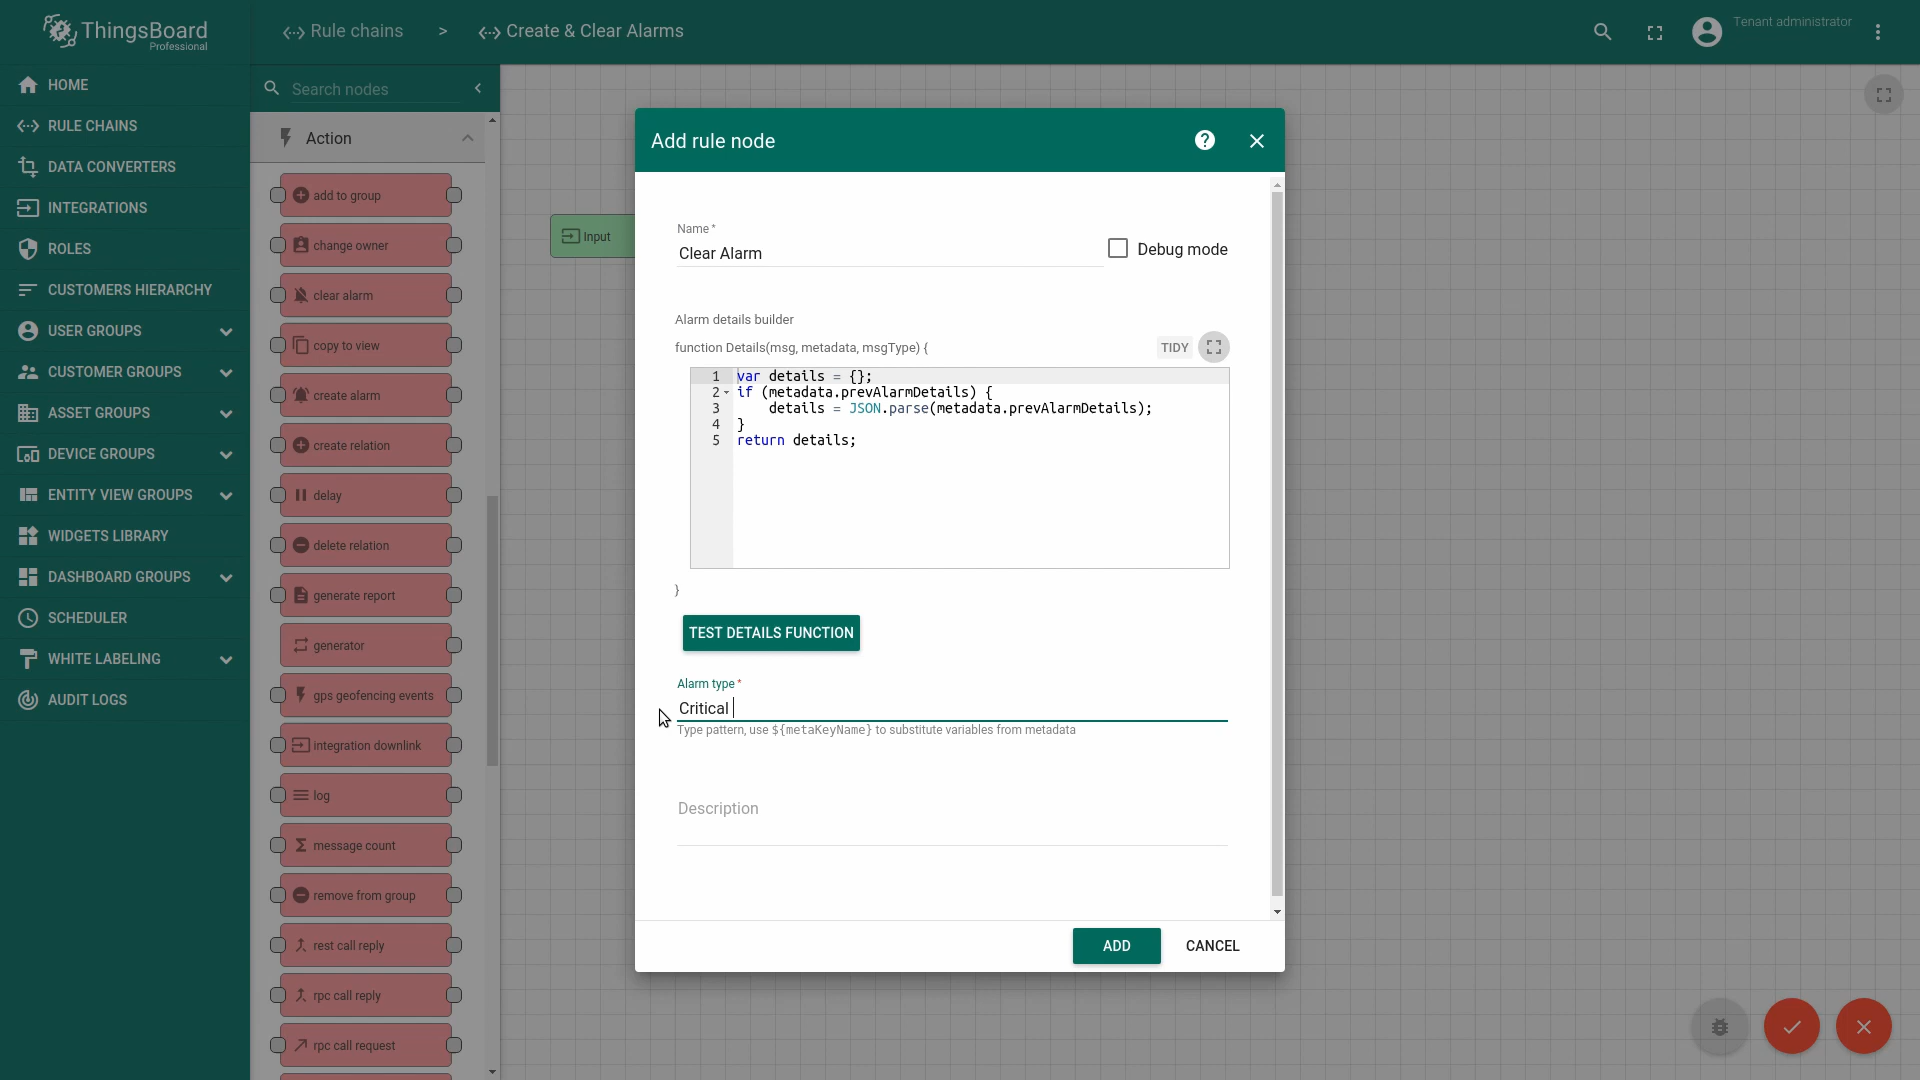 ThingsBoard
Professional
Rule chains > Create & Clear Alarms
Tenant administrator
HOME
RULE CHAINS
DATA CONVERTERS
INTEGRATIONS
ROLES
CUSTOMERS HIERARCHY
USER GROUPS
CUSTOMER GROUPS
ASSET GROUPS
DEVICE GROUPS
ENTITY VIEW GROUPS
WIDGETS LIBRARY
DASHBOARD GROUPS
SCHEDULER
WHITE LABELING
AUDIT LOGS
Search nodes
Action
add to group
change owner
clear alarm
copy to view
create alarm
create relation
delay
delete relation
generate report
generator
gps geofencing events
integration downlink
log
message count
remove from group
rest call reply
rpc call reply
rpc call request
Input
Add rule node
Name *
Clear Alarm
Debug mode
Alarm details builder
function Details(msg, metadata, msgType) {
TIDY
1 var details = {};
2 if (metadata.prevAlarmDetails) {
3     details = JSON.parse(metadata.prevAlarmDetails);
4 }
5 return details;
}
TEST DETAILS FUNCTION
Alarm type *
Critical
Type pattern, use ${metaKeyName} to substitute variables from metadata
Description
ADD
CANCEL